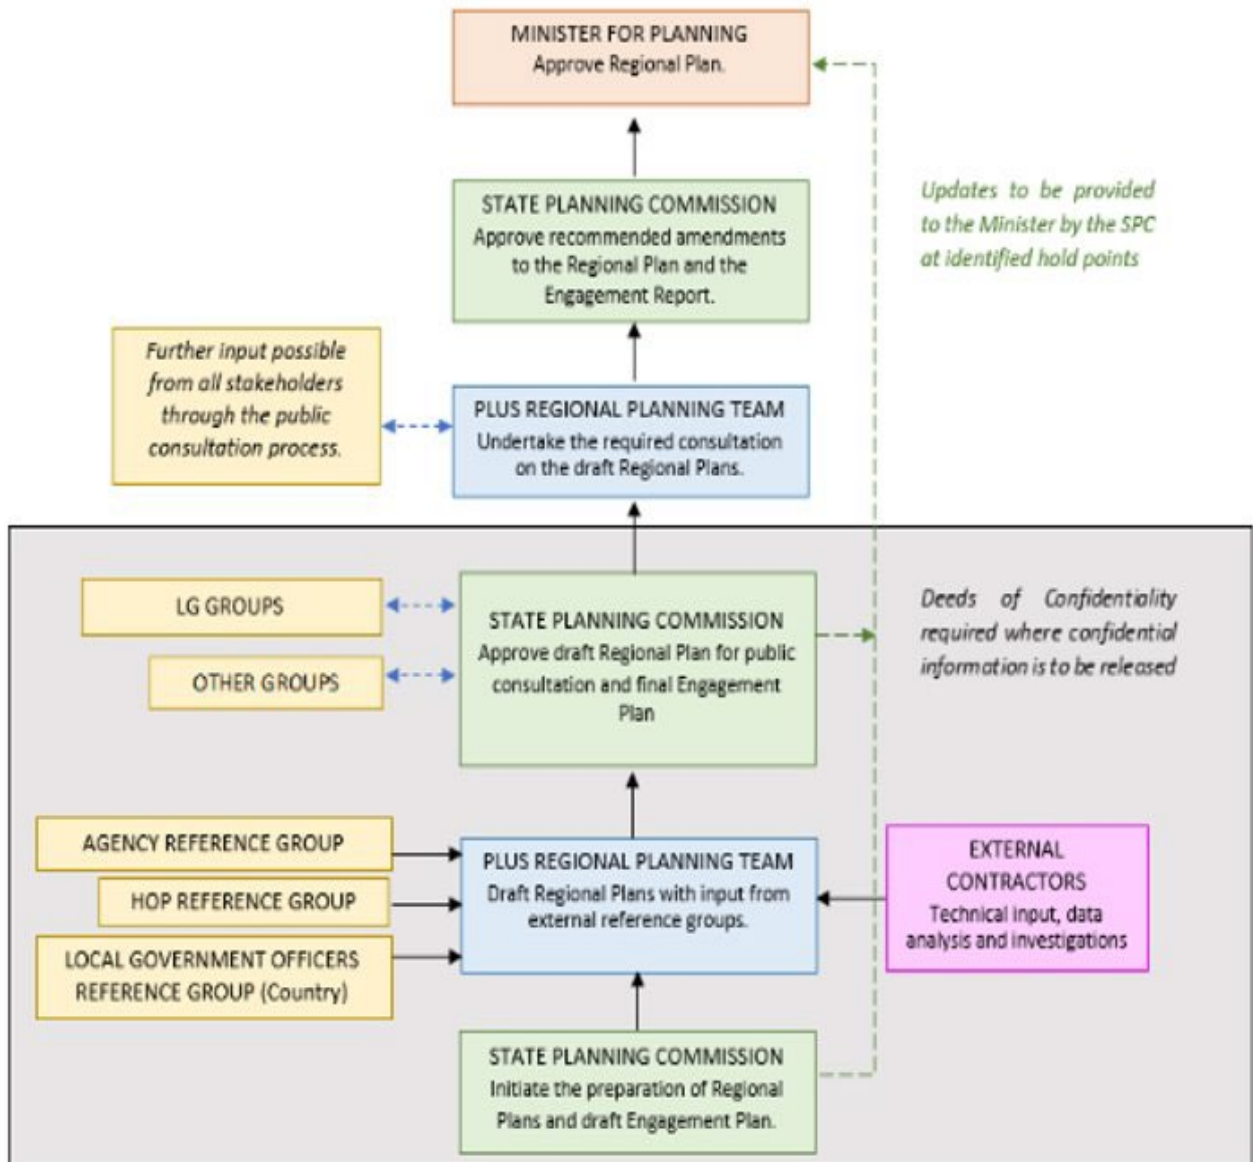 MINISTER FOR PLANNING
Approve Regional Plan.
STATE PLANNING COMMISSION
Approve recommended amendments
to the Regional Plan and the
Engagement Report.
Updates to be provided
to the Minister by the SPC
at identified hold points
Further input possible
from all stakeholders
through the public
consultation process.
PLUS REGIONAL PLANNING TEAM
Undertake the required consultation
on the draft Regional Plans.
LG GROUPS
OTHER GROUPS
STATE PLANNING COMMISSION
Approve draft Regional Plan for public
consultation and final Engagement
Plan
Deeds of Confidentiality
required where confidential
information is to be released
AGENCY REFERENCE GROUP
HOP REFERENCE GROUP
LOCAL GOVERNMENT OFFICERS
REFERENCE GROUP (Country)
PLUS REGIONAL PLANNING TEAM
Draft Regional Plans with input from
external reference groups.
EXTERNAL
CONTRACTORS
Technical input, data
analysis and investigations
STATE PLANNING COMMISSION
Initiate the preparation of Regional
Plans and draft Engagement Plan.